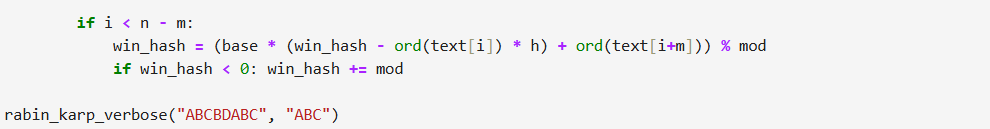 if i < n - m:
win_hash = (base * (win_hash - ord(text[i]) * h) + ord(text[i+m])) % mod
if win_hash < 0: win_hash += mod
rabin_karp_verbose("ABCBDABC", "ABC")